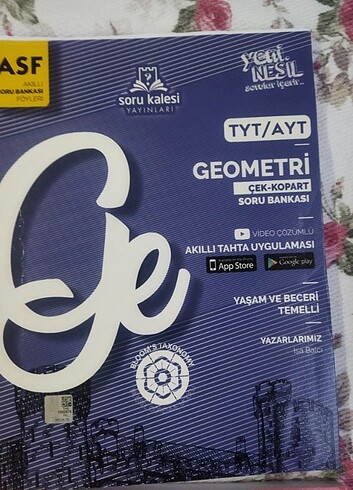 ASF
AKILLI
SORU BANKASI
FÖYLERİ
soru kalesi
YAYINLARI
yeni
NESİL
sorular içerir...
TYT/AYT
GEOMETRİ
ÇEK-KOPART
SORU BANKASI
VİDEO ÇÖZÜMLÜ
AKILLI TAHTA UYGULAMASI
App Store
Google play
YAŞAM VE BECERİ
TEMELLİ
YAZARLARIMIZ
İsa Balcı
BLOOM'S TAXONOMY
Ge